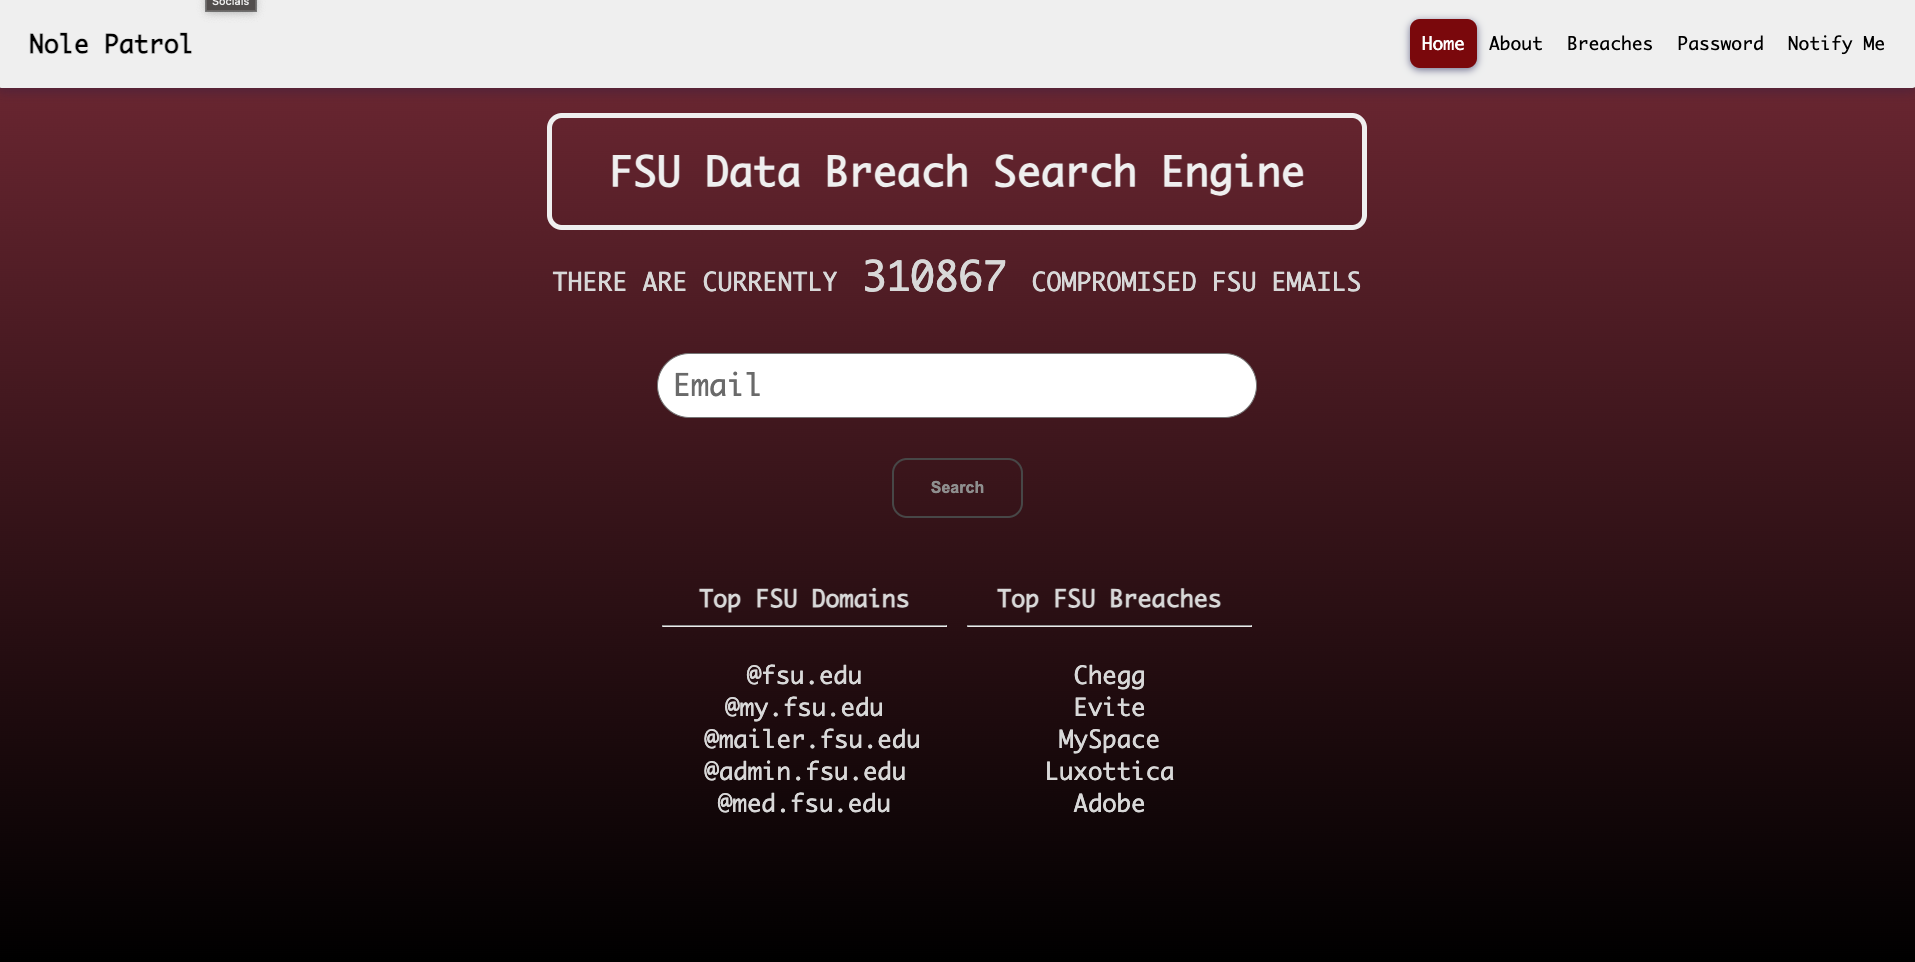 Socials
Nole Patrol
Home About Breaches Password Notify Me
FSU Data Breach Search Engine
THERE ARE CURRENTLY 310867 COMPROMISED FSU EMAILS
Email
Search
Top FSU Domains Top FSU Breaches
@fsu.edu Chegg
@my.fsu.edu Evite
@mailer.fsu.edu MySpace
@admin.fsu.edu Luxottica
@med.fsu.edu Adobe